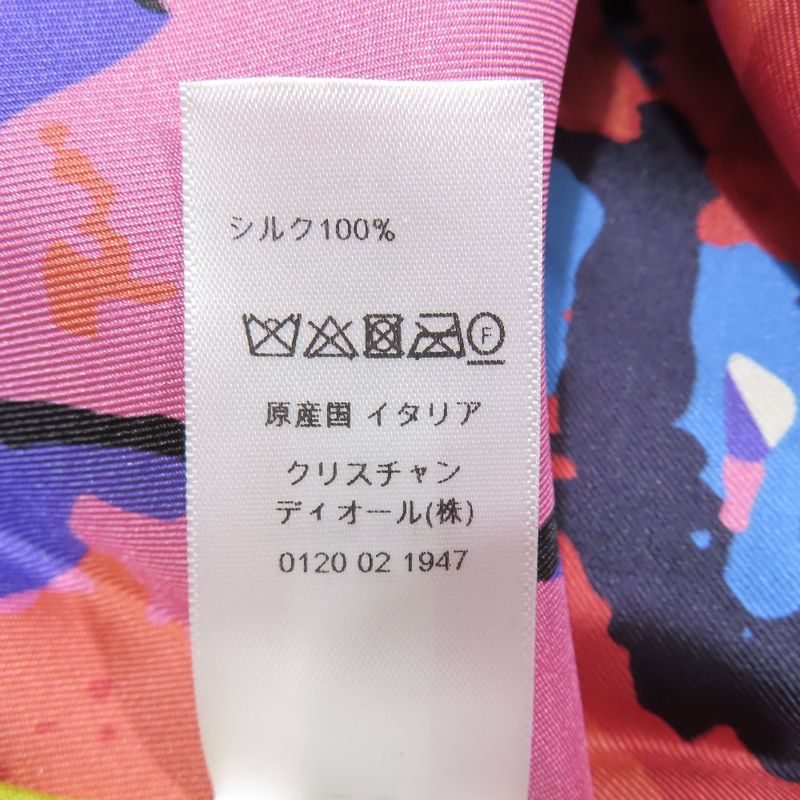 シルク100%
F
原産国 イタリア
クリスチャン
ディオール(株)
0120 02 1947